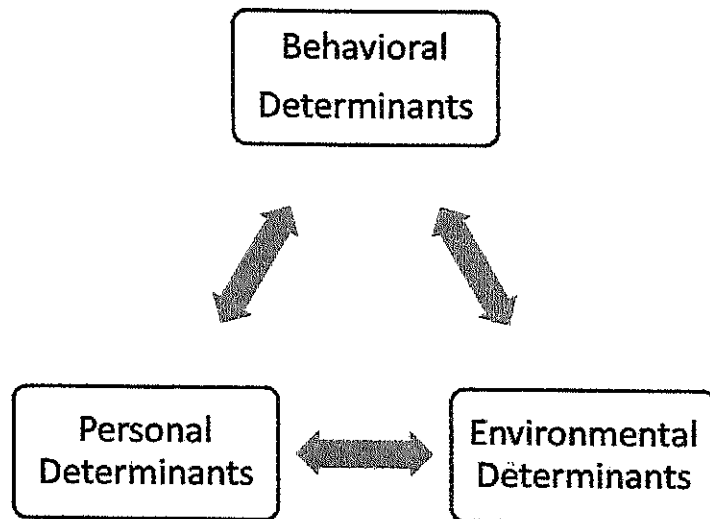 Behavioral
Determinants
Personal
Determinants
Environmental
Determinants